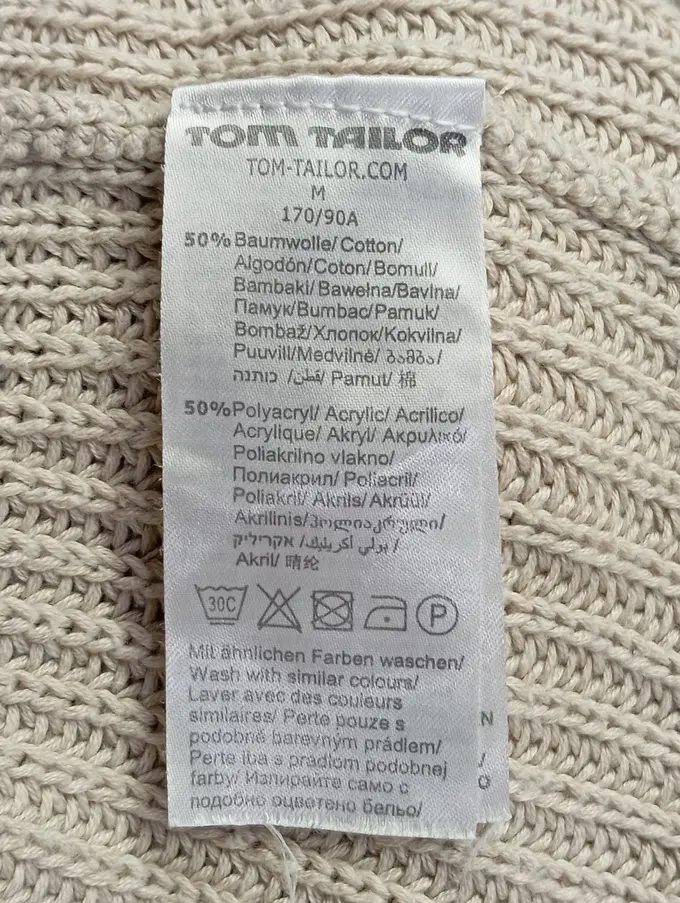 TOM TAILOR
TOM-TAILOR.COM
M
170/90A
50% Baumwolle/ Cotton/
Algodón/Coton/Bomull/
Bambaki/Bawełna/Bavlna/
Памук/Bumbac/Pamuk/
Bombaž/Хлопок/Kokvilna/
Puuvill/Medvilnė/ ბამბა/
כותנה /قطن/ Pamut/ 棉
50% Polyacryl/ Acrylic/ Acrilico/
Acrylique/ Akryl/ Ακρυλικό/
Poliakrilno vlakno/
Полиакрил/ Poliacril/
Poliakril/ Akrils/ Akrüül/
Akrilinis/პოლიაკრული/
אקריליק /بولي أكريليك/
Akril/ 晴纶
30C
P
Mit ähnlichen Farben waschen/
Wash with similar colours/
Laver avec des couleurs
similaires/ Perte pouze s
podobně barevným prádlem/
Perte iba s prádlom podobnej
farby/ Изпирайте само с
подобно оцветено бельо/
N
/
O